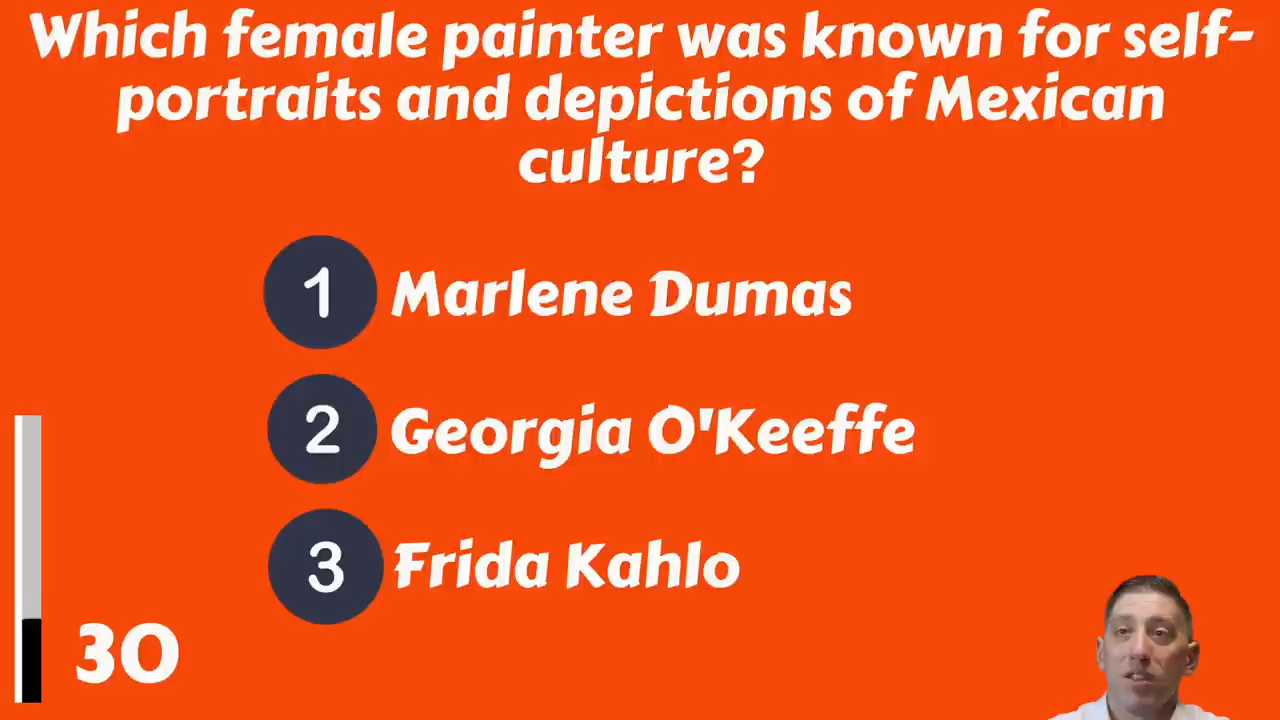 Which female painter was known for self-
portraits and depictions of Mexican
culture?
1 Marlene Dumas
2 Georgia O'Keeffe
3 Frida Kahlo
30